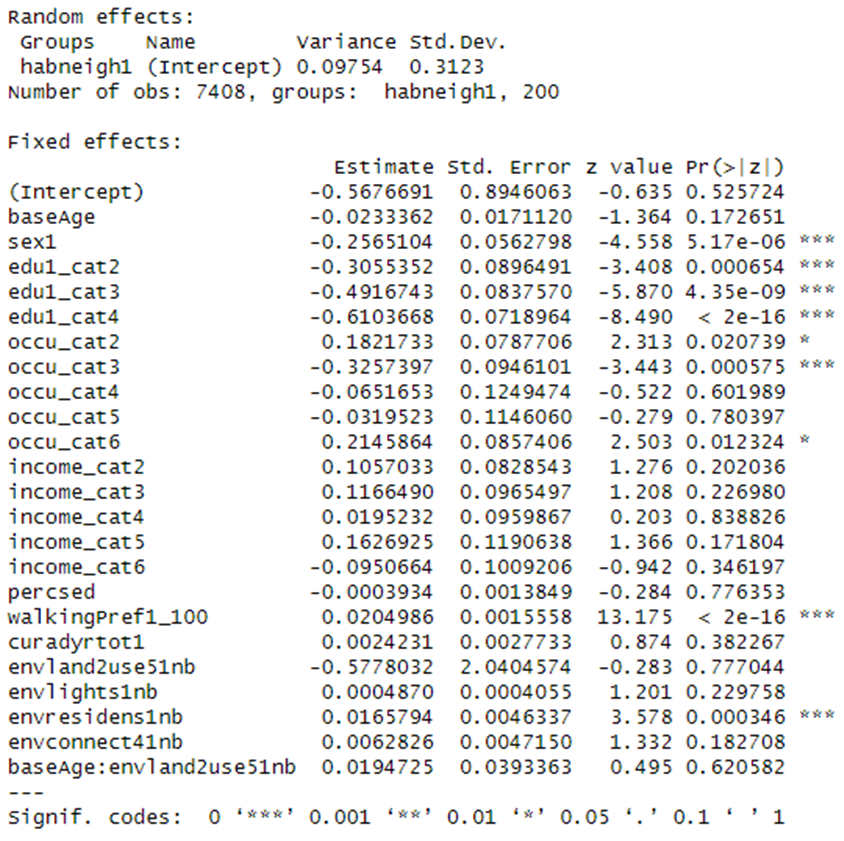 Random effects:
 Groups    Name        Variance Std.Dev.
 habneigh1 (Intercept) 0.09754  0.3123
Number of obs: 7408, groups:  habneigh1, 200

Fixed effects:
                          Estimate Std. Error z value Pr(>|z|)
(Intercept)             -0.5676691  0.8946063  -0.635 0.525724
baseAge                 -0.0233362  0.0171120  -1.364 0.172651
sex1                    -0.2565104  0.0562798  -4.558 5.17e-06 ***
edu1_cat2               -0.3055352  0.0896491  -3.408 0.000654 ***
edu1_cat3               -0.4916743  0.0837570  -5.870 4.35e-09 ***
edu1_cat4               -0.6103668  0.0718964  -8.490  < 2e-16 ***
occu_cat2                0.1821733  0.0787706   2.313 0.020739 *
occu_cat3               -0.3257397  0.0946101  -3.443 0.000575 ***
occu_cat4               -0.0651653  0.1249474  -0.522 0.601989
occu_cat5               -0.0319523  0.1146060  -0.279 0.780397
occu_cat6                0.2145864  0.0857406   2.503 0.012324 *
income_cat2              0.1057033  0.0828543   1.276 0.202036
income_cat3              0.1166490  0.0965497   1.208 0.226980
income_cat4              0.0195232  0.0959867   0.203 0.838826
income_cat5              0.1626925  0.1190638   1.366 0.171804
income_cat6             -0.0950664  0.1009206  -0.942 0.346197
percsed                 -0.0003934  0.0013849  -0.284 0.776353
walkingPref1_100         0.0204986  0.0015558  13.175  < 2e-16 ***
curadyrtot1              0.0024231  0.0027733   0.874 0.382267
envland2use51nb         -0.5778032  2.0404574  -0.283 0.777044
envlights1nb             0.0004870  0.0004055   1.201 0.229758
envresidens1nb           0.0165794  0.0046337   3.578 0.000346 ***
envconnect41nb           0.0062826  0.0047150   1.332 0.182708
baseAge:envland2use51nb  0.0194725  0.0393363   0.495 0.620582
---
Signif. codes:  0 ‘***’ 0.001 ‘**’ 0.01 ‘*’ 0.05 ‘.’ 0.1 ‘ ’ 1